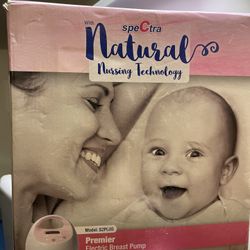 With speCtra
Natural
Nursing Technology
Model: S2PLUS
Premier
Electric Breast Pump